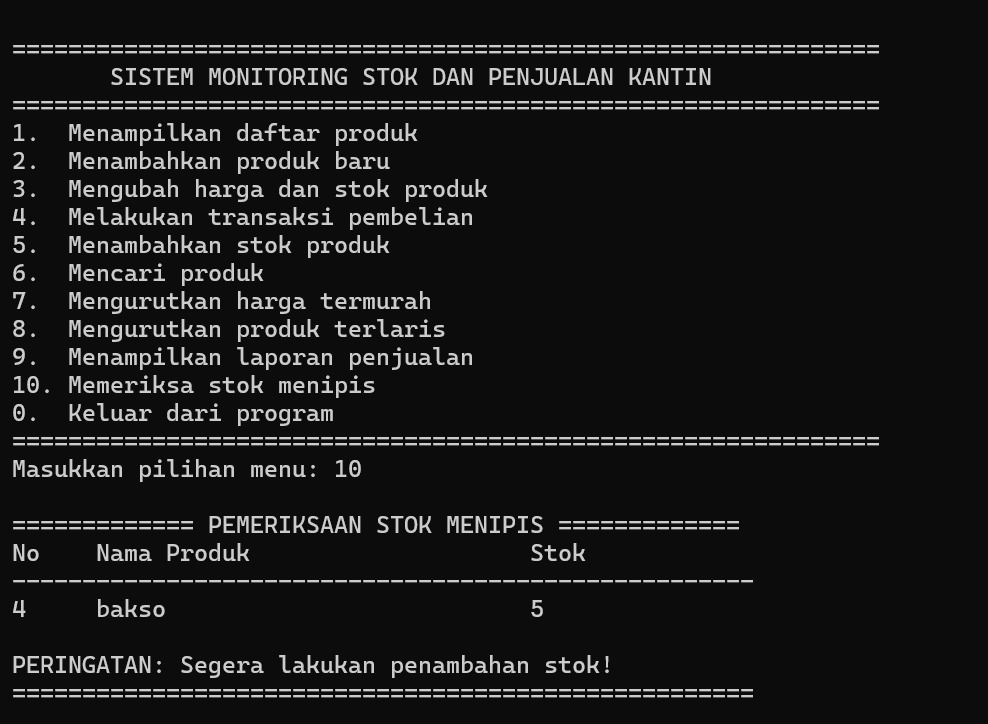 ==============================================================
       SISTEM MONITORING STOK DAN PENJUALAN KANTIN
==============================================================
1.  Menampilkan daftar produk
2.  Menambahkan produk baru
3.  Mengubah harga dan stok produk
4.  Melakukan transaksi pembelian
5.  Menambahkan stok produk
6.  Mencari produk
7.  Mengurutkan harga termurah
8.  Mengurutkan produk terlaris
9.  Menampilkan laporan penjualan
10. Memeriksa stok menipis
0.  Keluar dari program
==============================================================
Masukkan pilihan menu: 10

============= PEMERIKSAAN STOK MENIPIS =============
No    Nama Produk                    Stok
-----------------------------------------------------
4     bakso                          5

PERINGATAN: Segera lakukan penambahan stok!
=====================================================